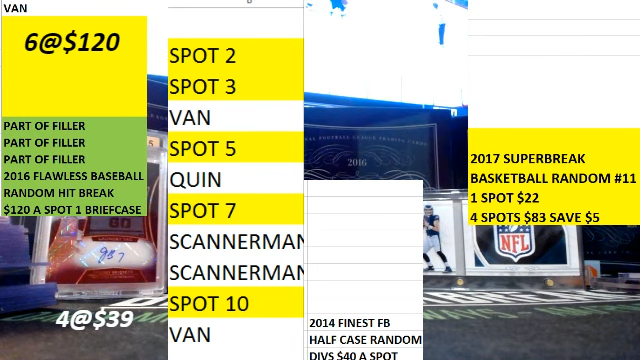 VAN
6@$120
PART OF FILLER
PART OF FILLER
PART OF FILLER
2016 FLAWLESS BASEBALL
RANDOM HIT BREAK
$120 A SPOT 1 BRIEFCASE
4@$39
SPOT 2
SPOT 3
VAN
SPOT 5
QUIN
SPOT 7
SCANNERMAN
SCANNERMAN
SPOT 10
VAN
2016
2014 FINEST FB
HALF CASE RANDOM
DIVS $40 A SPOT
2017 SUPERBREAK
BASKETBALL RANDOM #11
1 SPOT $22
4 SPOTS $83 SAVE $5
NFL